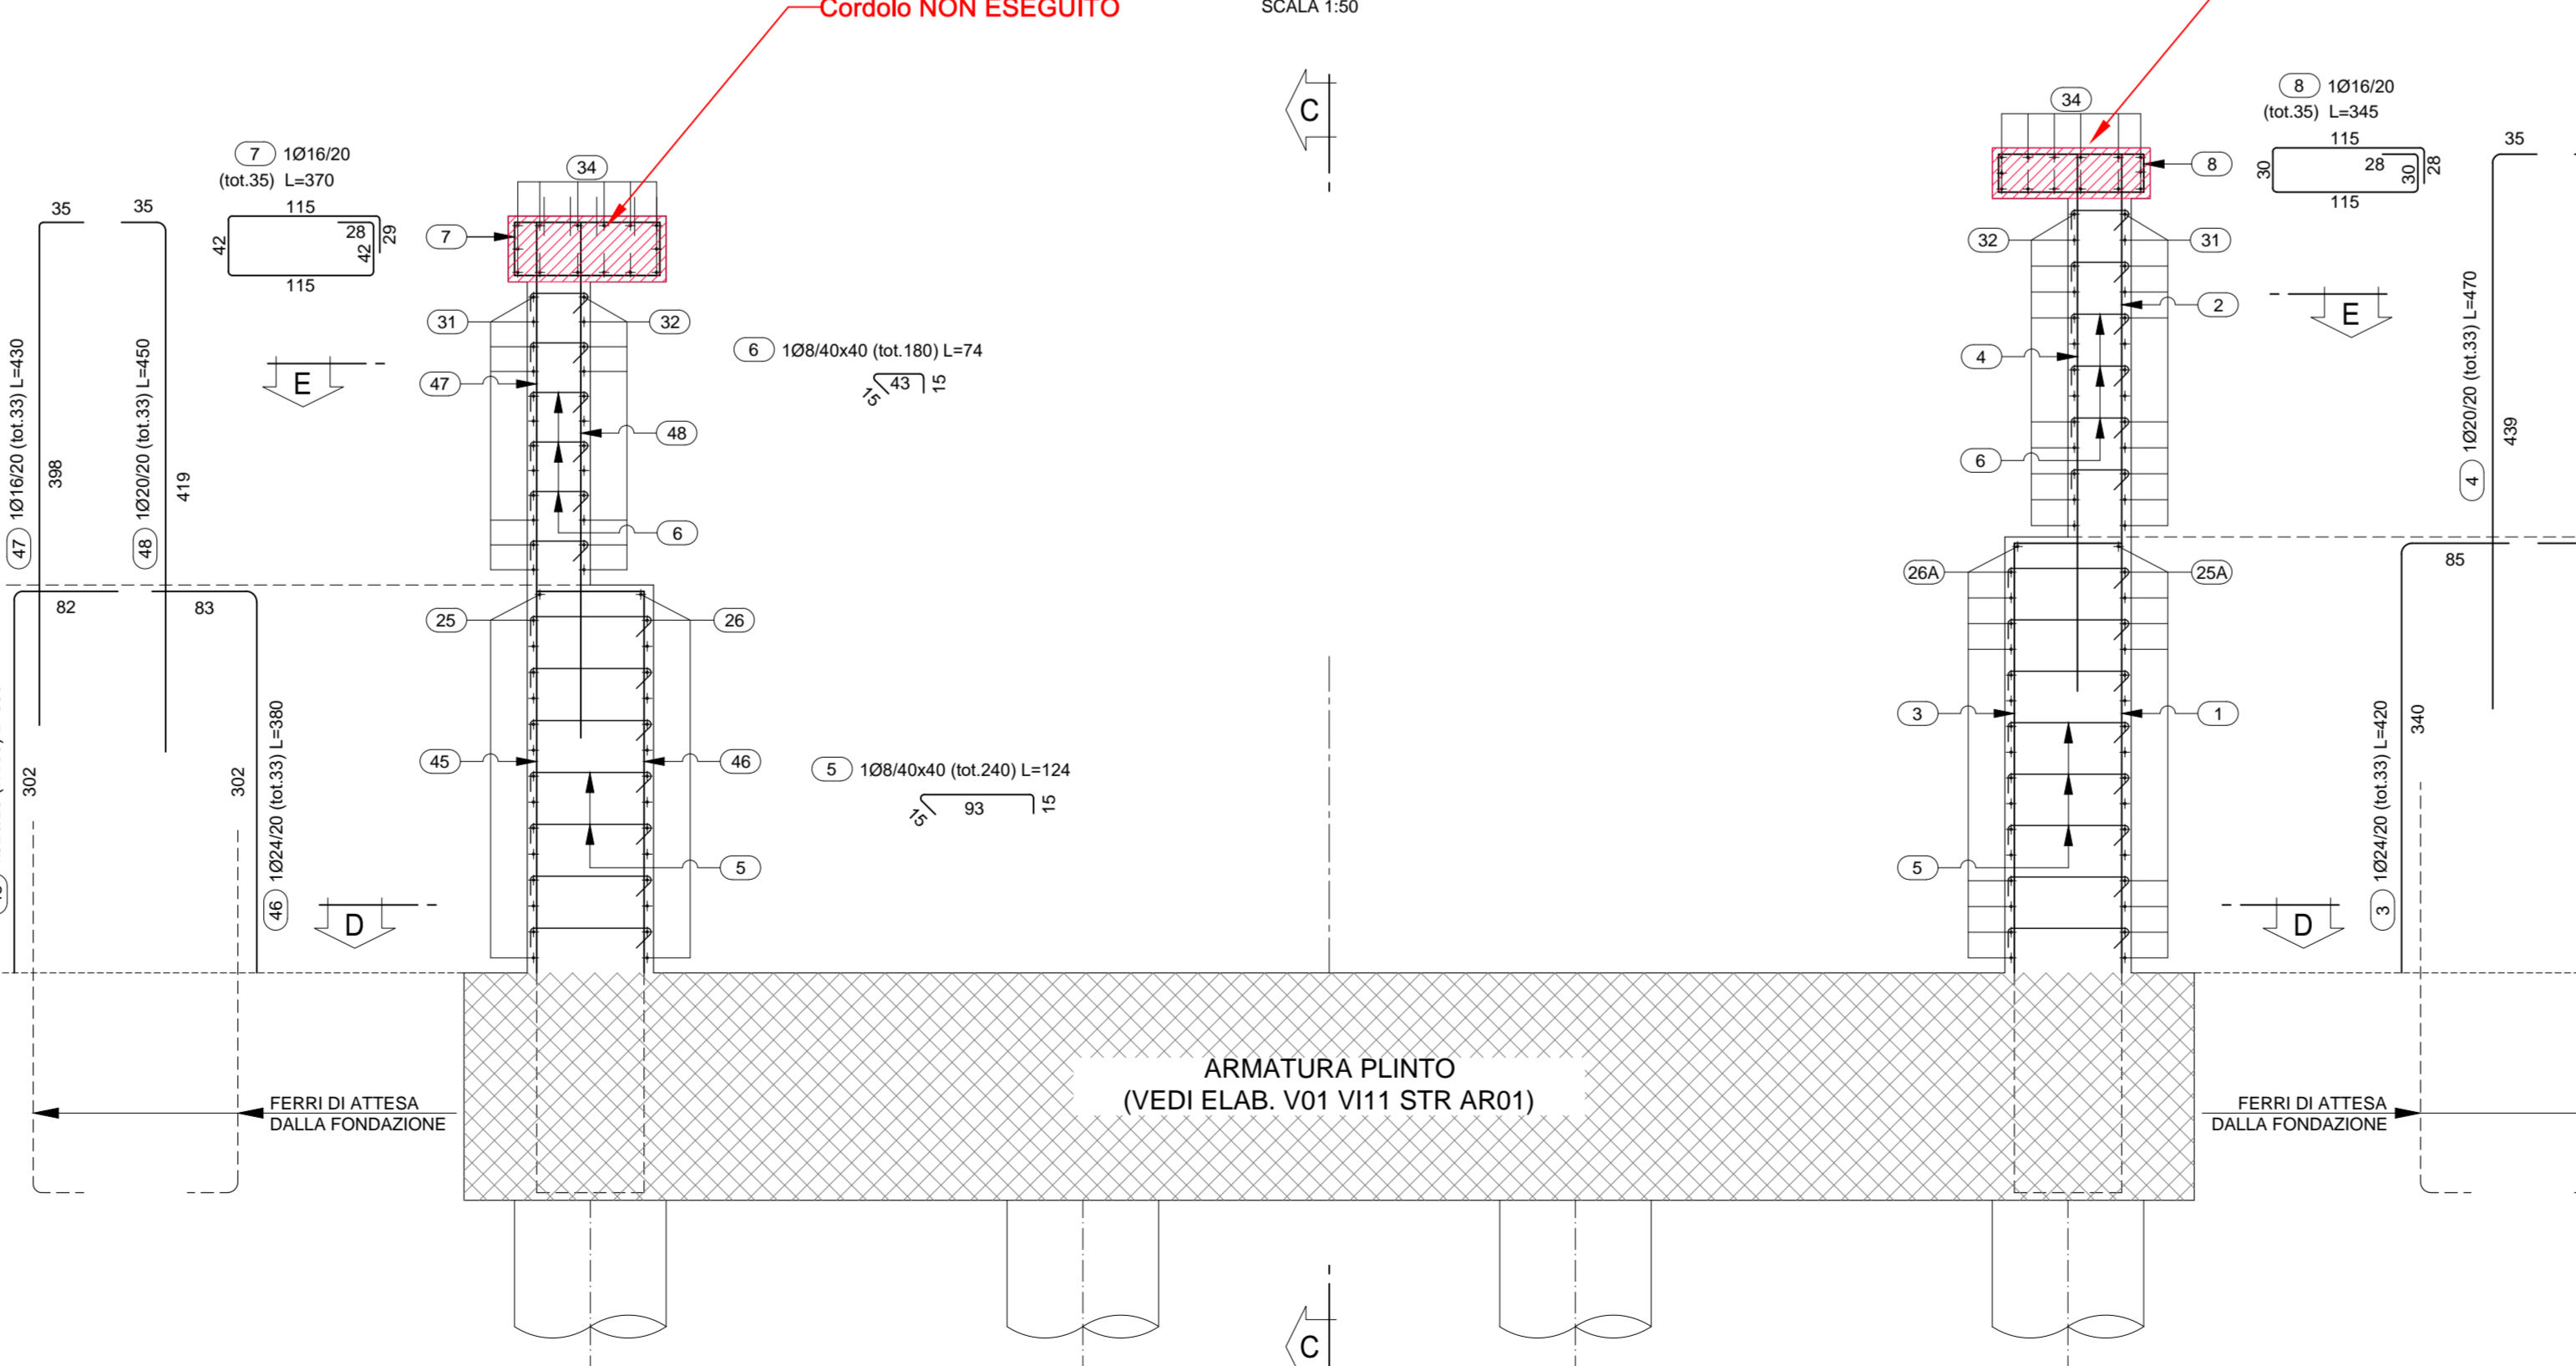 Cordolo NON ESEGUITO
SCALA 1:50
C
7 1Ø16/20
(tot.35) L=370
115
42
28
42
29
115
34
7
31
32
47
48
6
25
26
45
46
5
35
35
47 1Ø16/20 (tot.33) L=430
398
48 1Ø20/20 (tot.33) L=450
419
E
82
83
302
302
46 1Ø24/20 (tot.33) L=380
D
6 1Ø8/40x40 (tot.180) L=74
15
43
15
5 1Ø8/40x40 (tot.240) L=124
15
93
15
34
8
32
31
2
4
6
26A
25A
3
1
5
8 1Ø16/20
(tot.35) L=345
115
30
28
30
28
115
35
E
4 1Ø20/20 (tot.33) L=470
439
85
3 1Ø24/20 (tot.33) L=420
340
D
ARMATURA PLINTO
(VEDI ELAB. V01 VI11 STR AR01)
FERRI DI ATTESA
DALLA FONDAZIONE
FERRI DI ATTESA
DALLA FONDAZIONE
C